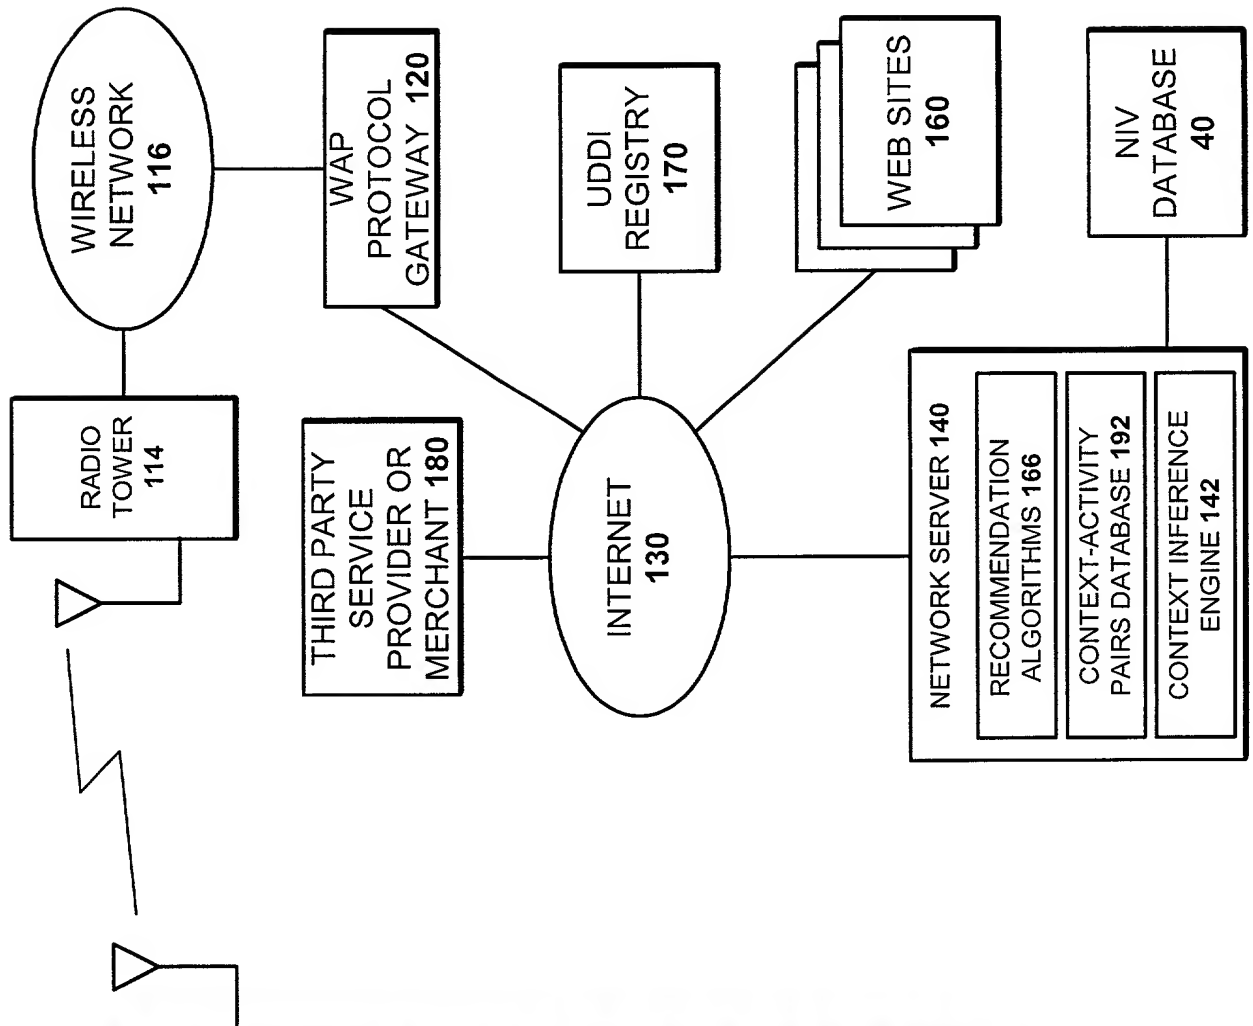 WIRELESS
NETWORK
116
RADIO
TOWER
114
WAP
PROTOCOL
GATEWAY 120
THIRD PARTY
SERVICE
PROVIDER OR
MERCHANT 180
UDDI
REGISTRY
170
INTERNET
130
WEB SITES
160
NETWORK SERVER 140
RECOMMENDATION
ALGORITHMS 166
CONTEXT-ACTIVITY
PAIRS DATABASE 192
CONTEXT INFERENCE
ENGINE 142
NIV
DATABASE
40